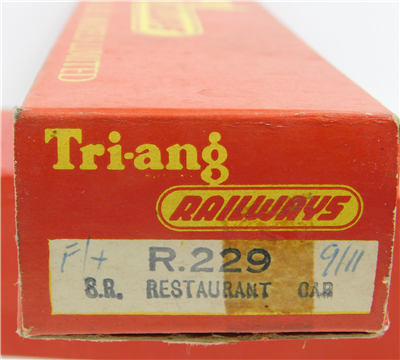 Tri-ang
RAILWAYS
F/+ R.229 9/11
B.R. RESTAURANT CAR